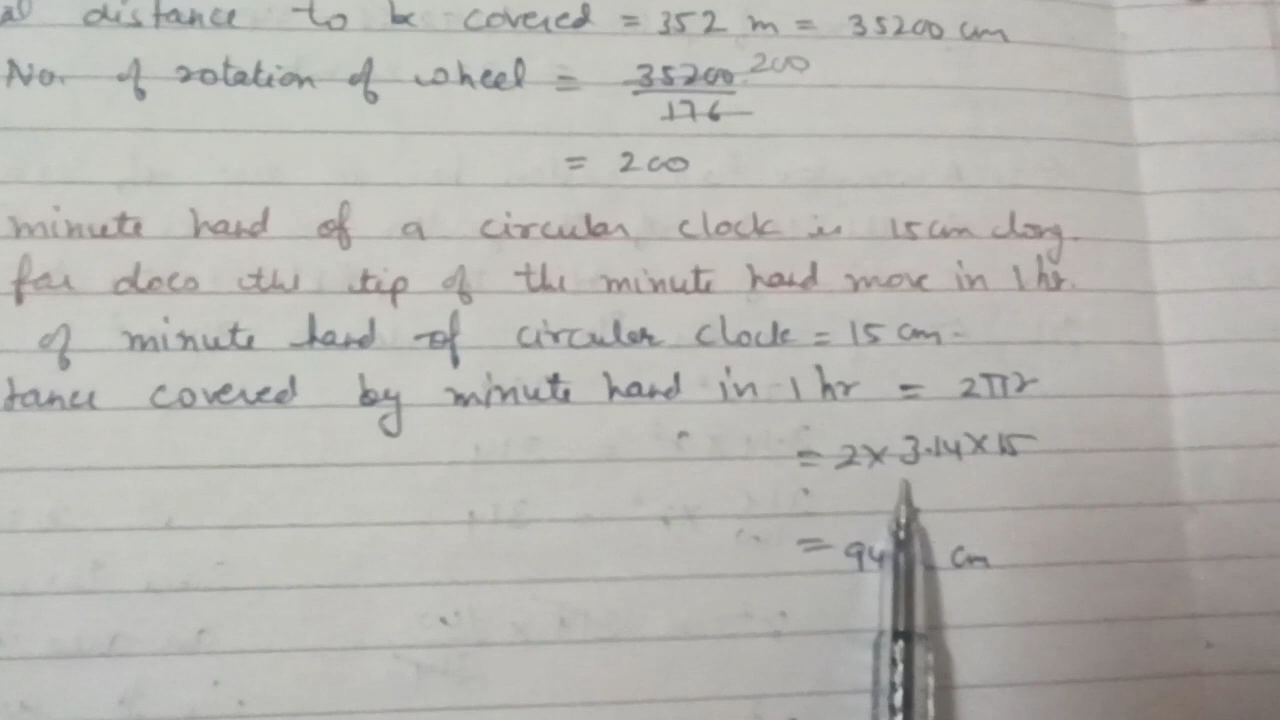 al distance to be covered = 352 m = 35200 cm
No. of rotation of wheel = 35200 200
176
= 200
minute hand of a circular clock is 15 cm long.
far does the tip of the minute hand move in 1 hr.
of minute hand of circular clock = 15 cm.
tance covered by minute hand in 1 hr = 2πr
= 2 × 3.14 × 15
= 94 cm